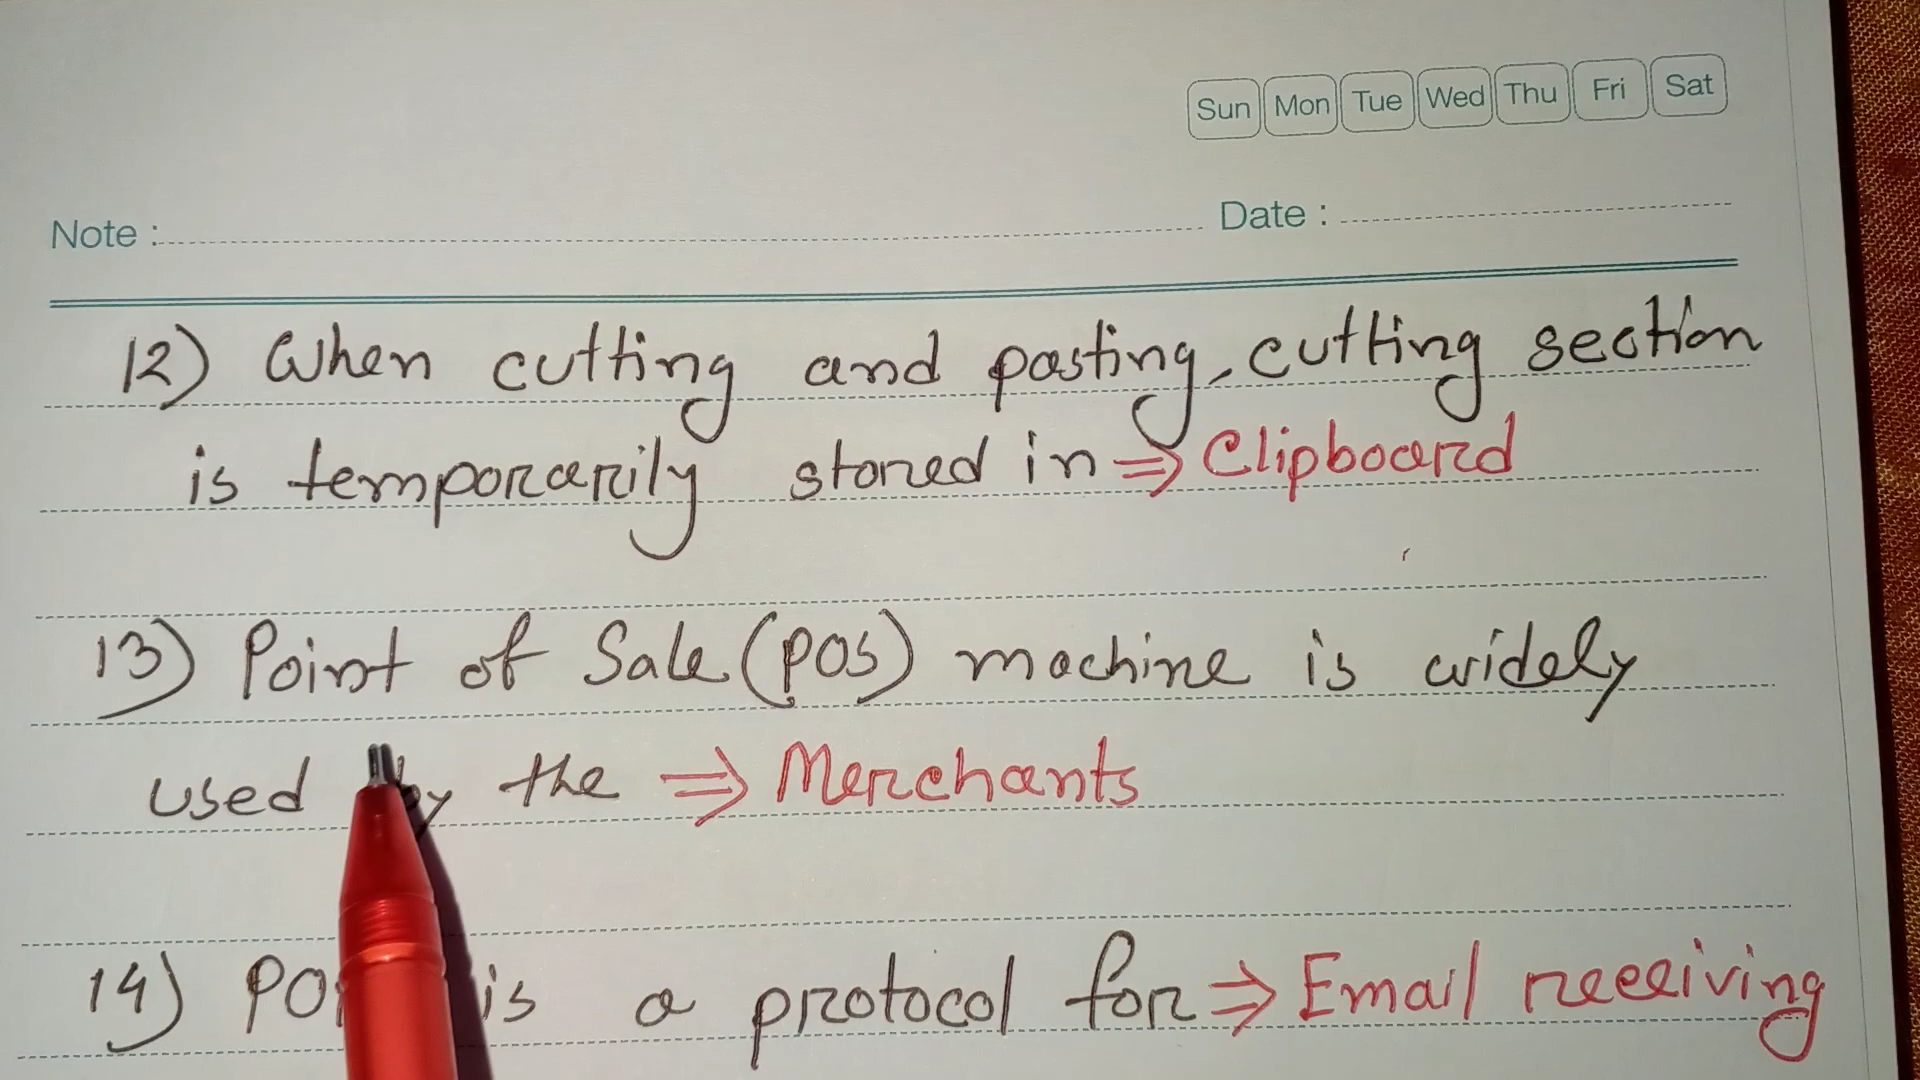 Sun Mon Tue Wed Thu Fri Sat
Note : Date :
12) When cutting and pasting, cutting section
is temporarily stored in ⇒ Clipboard
13) Point of Sale (POS) machine is widely
used by the ⇒ Merchants
14) is a protocol for ⇒ Email receiving